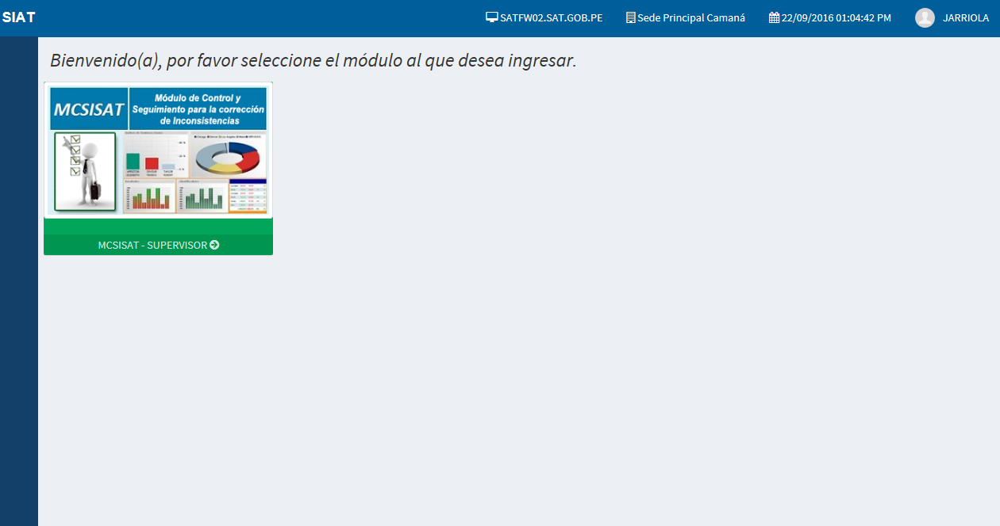 SIAT
SATFW02.SAT.GOB.PE
Sede Principal Camaná
22/09/2016 01:04:42 PM
JARRIOLA
Bienvenido(a), por favor seleccione el módulo al que desea ingresar.
MCSISAT
Módulo de Control y
Seguimiento para la corrección
de Inconsistencias
MCSISAT - SUPERVISOR